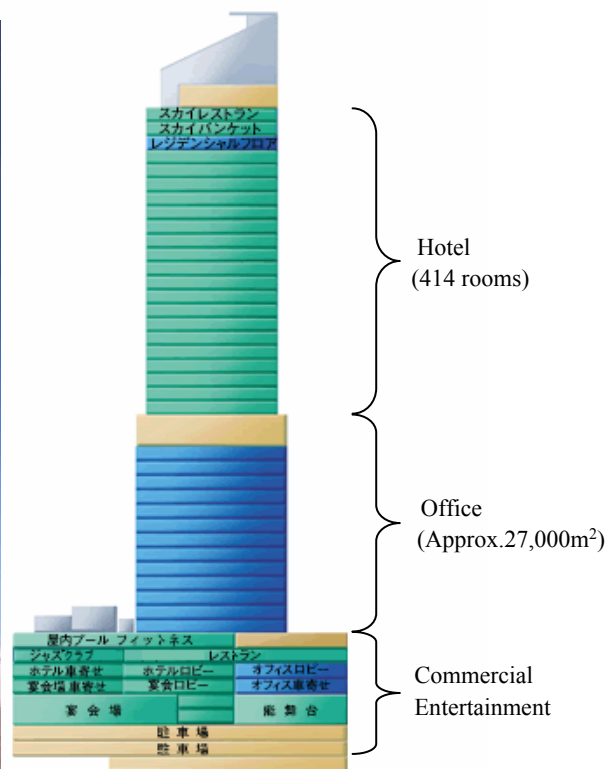 スカイレストラン
スカイバンケット
レジデンシャルフロア
Hotel
(414 rooms)
Office
(Approx.27,000m²)
屋内プール フィットネス
ジャズクラブ レストラン
ホテル車寄せ ホテルロビー オフィスロビー
宴会場車寄せ 宴会ロビー オフィス車寄せ
宴会場 能舞台
駐車場
駐車場
Commercial
Entertainment